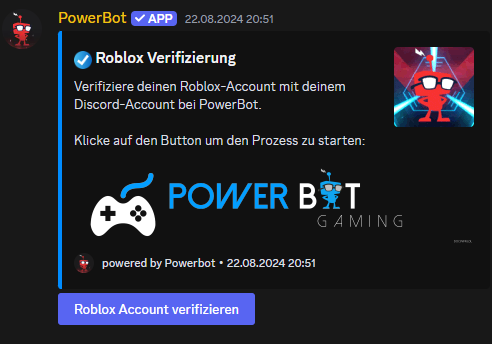 PowerBot ✓ APP 22.08.2024 20:51
Roblox Verifizierung
Verifiziere deinen Roblox-Account mit deinem
Discord-Account bei PowerBot.
Klicke auf den Button um den Prozess zu starten:
POWER BOT
GAMING
powered by Powerbot • 22.08.2024 20:51
Roblox Account verifizieren